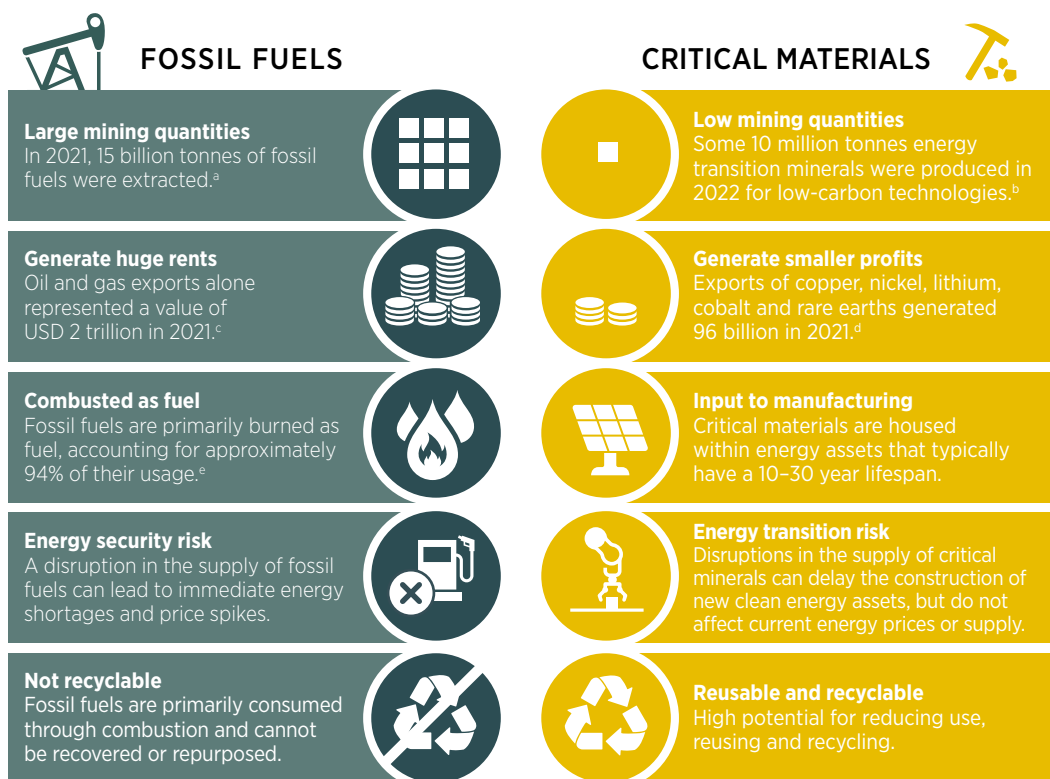 FOSSIL FUELS
CRITICAL MATERIALS
Large mining quantities
In 2021, 15 billion tonnes of fossil
fuels were extracted.ᵃ
Low mining quantities
Some 10 million tonnes energy
transition minerals were produced in
2022 for low-carbon technologies.ᵇ
Generate huge rents
Oil and gas exports alone
represented a value of
USD 2 trillion in 2021.ᶜ
Generate smaller profits
Exports of copper, nickel, lithium,
cobalt and rare earths generated
96 billion in 2021.ᵈ
Combusted as fuel
Fossil fuels are primarily burned as
fuel, accounting for approximately
94% of their usage.ᵉ
Input to manufacturing
Critical materials are housed
within energy assets that typically
have a 10–30 year lifespan.
Energy security risk
A disruption in the supply of fossil
fuels can lead to immediate energy
shortages and price spikes.
Energy transition risk
Disruptions in the supply of critical
minerals can delay the construction of
new clean energy assets, but do not
affect current energy prices or supply.
Not recyclable
Fossil fuels are primarily consumed
through combustion and cannot
be recovered or repurposed.
Reusable and recyclable
High potential for reducing use,
reusing and recycling.